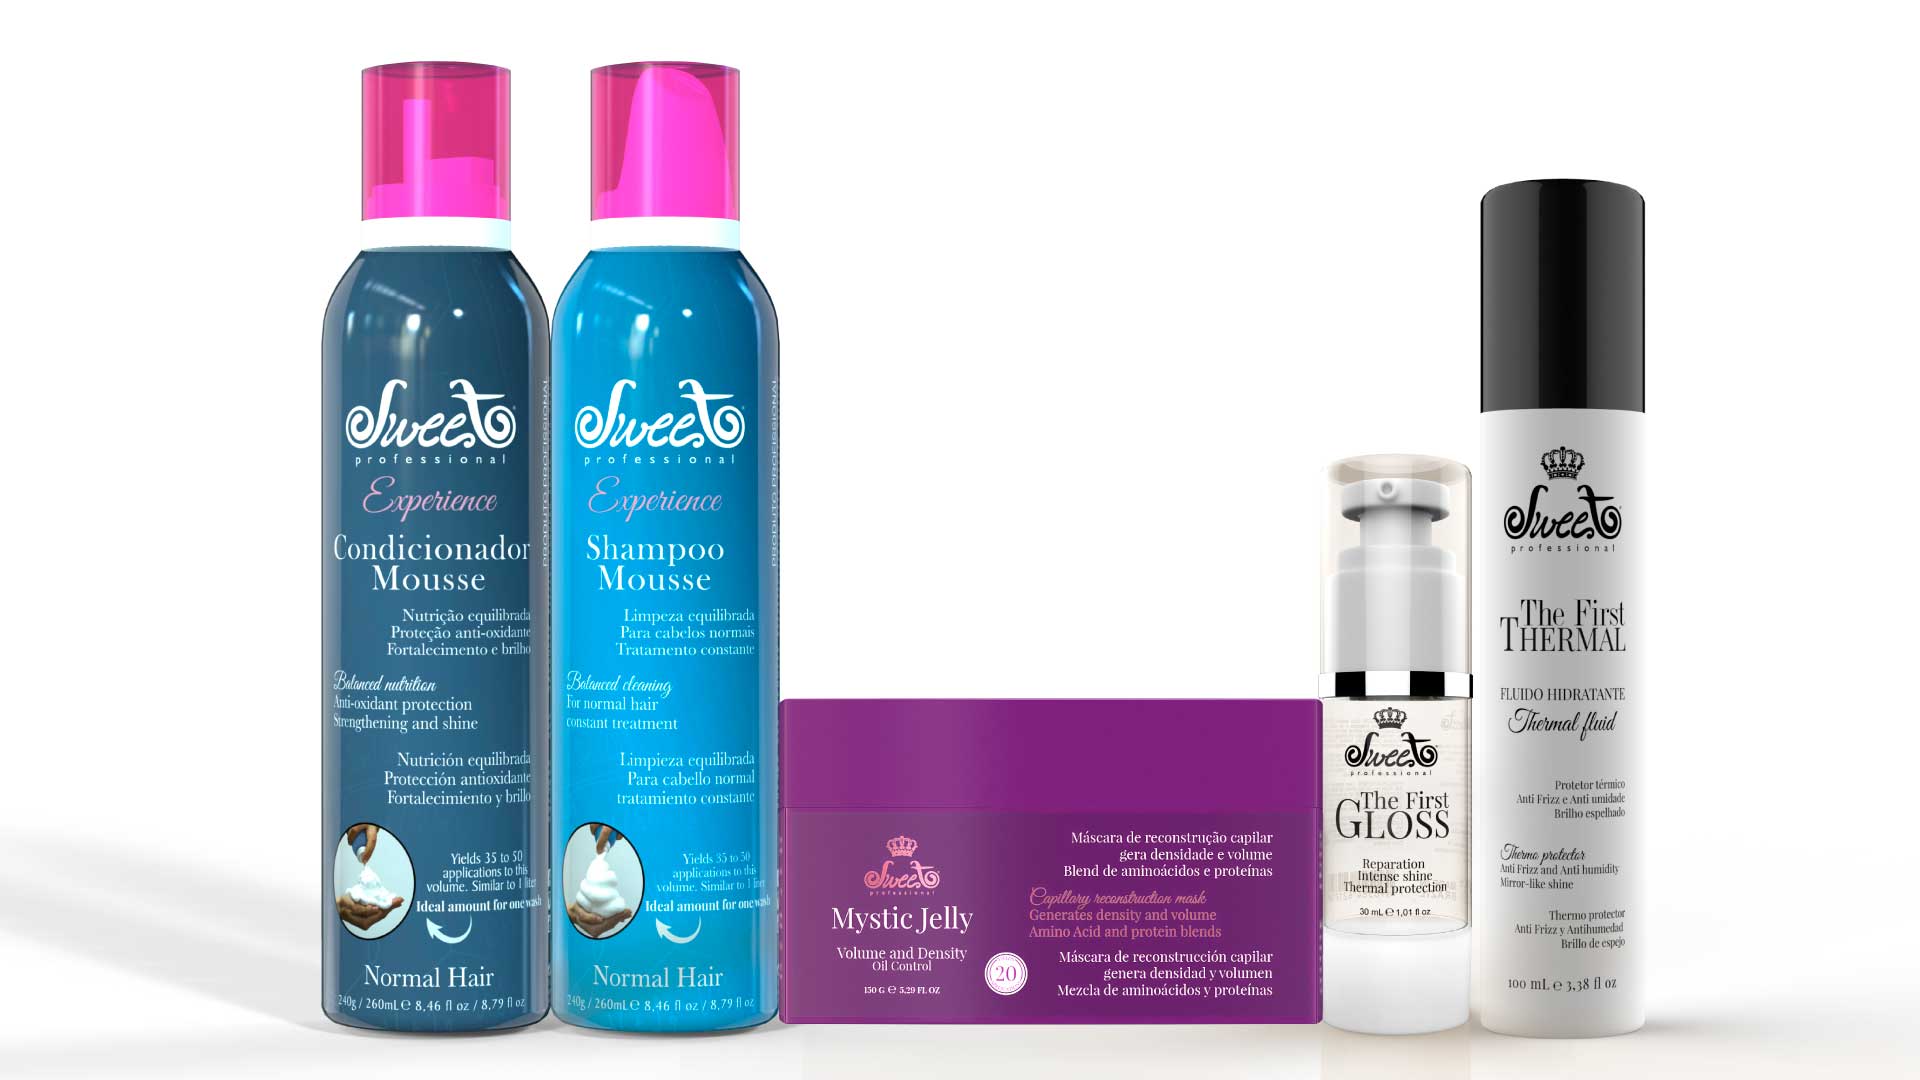 Sweet
professional
Experience
Condicionador
Mousse
Nutrição equilibrada
Proteção anti-oxidante
Fortalecimento e brilho
Balanced nutrition
Anti-oxidant protection
Strengthening and shine
Nutrición equilibrada
Protección antioxidante
Fortalecimiento y brillo
Yields 35 to 50
applications to this
volume. Similar to 1 liter
Ideal amount for one wash
Normal Hair
240g / 260mL e 8,46 fl oz / 8,79 fl oz
PRODUTO PROFISSIONAL
Sweet
professional
Experience
Shampoo
Mousse
Limpeza equilibrada
Para cabelos normais
Tratamento constante
Balanced cleaning
For normal hair
constant treatment
Limpieza equilibrada
Para cabello normal
tratamiento constante
Yields 35 to 50
applications to this
volume. Similar to 1 liter
Ideal amount for one wash
Normal Hair
240g / 260mL e 8,46 fl oz / 8,79 fl oz
PRODUTO PROFISSIONAL
Sweet
professional
Mystic Jelly
Volume and Density
Oil Control
150 G e 5.29 FL OZ
20
Máscara de reconstrução capilar
gera densidade e volume
Blend de aminoácidos e proteínas
Capillary reconstruction mask
Generates density and volume
Amino Acid and protein blends
Máscara de reconstrucción capilar
genera densidad y volumen
Mezcla de aminoácidos y proteínas
Sweet
professional
The First
GLOSS
Reparation
Intense shine
Thermal protection
30 mL e 1,01 fl oz
Sweet
professional
The First
THERMAL
FLUIDO HIDRATANTE
Thermal fluid
Protetor térmico
Anti Frizz e Anti umidade
Brilho espelhado
Thermo protector
Anti Frizz and Anti humidity
Mirror-like shine
Thermo protector
Anti Frizz y Antihumedad
Brillo de espejo
100 mL e 3,38 fl oz